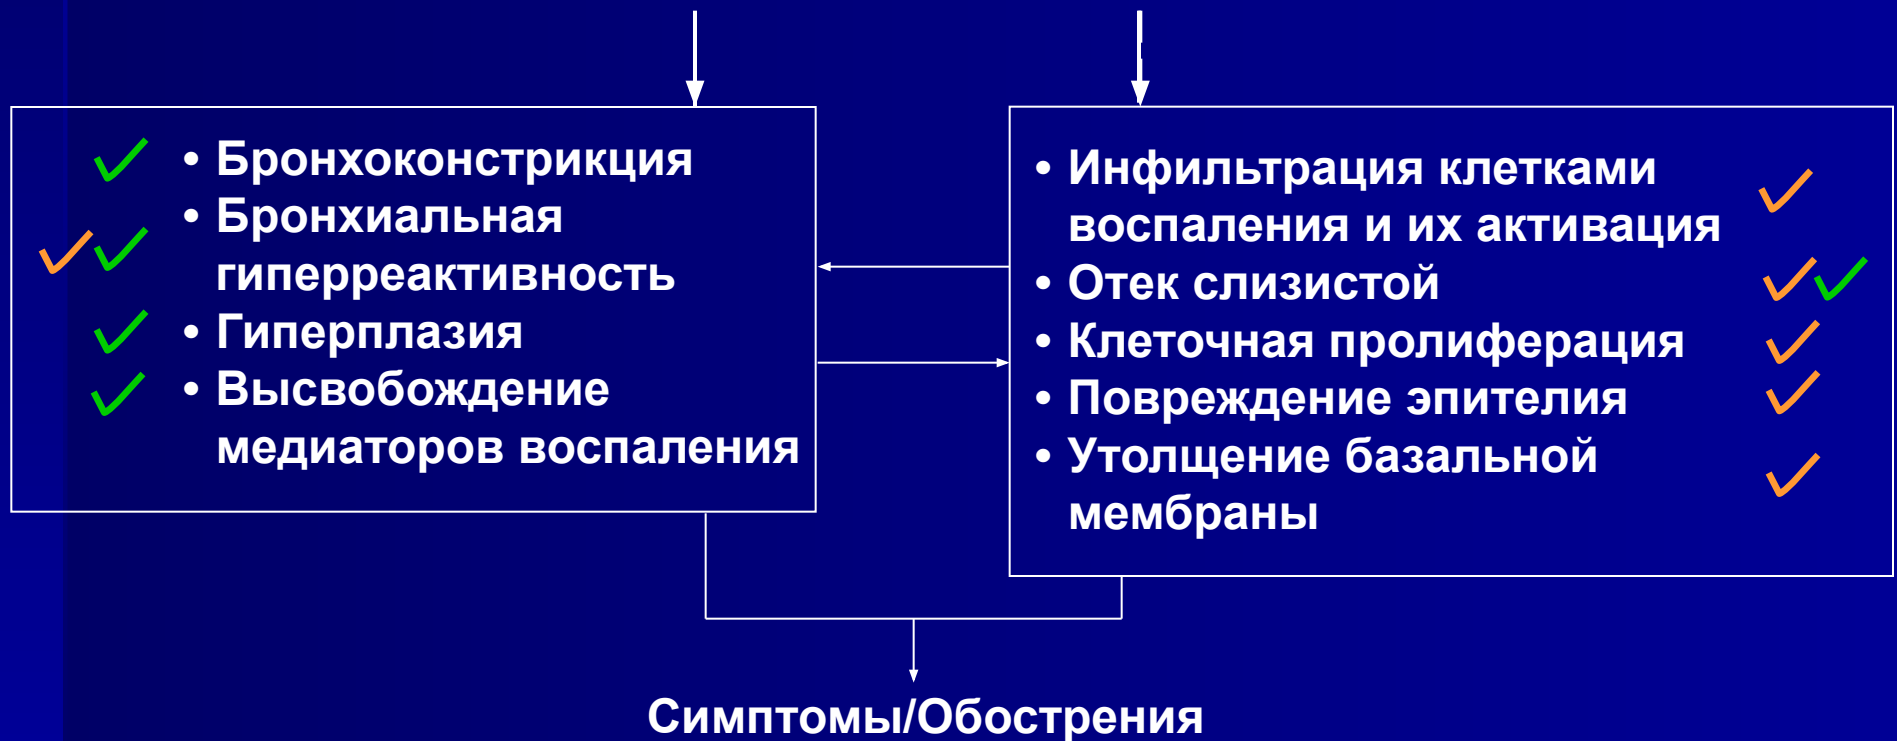 • Бронхоконстрикция
• Бронхиальная
гиперреактивность
• Гиперплазия
• Высвобождение
медиаторов воспаления
• Инфильтрация клетками
воспаления и их активация
• Отек слизистой
• Клеточная пролиферация
• Повреждение эпителия
• Утолщение базальной
мембраны
Симптомы/Обострения